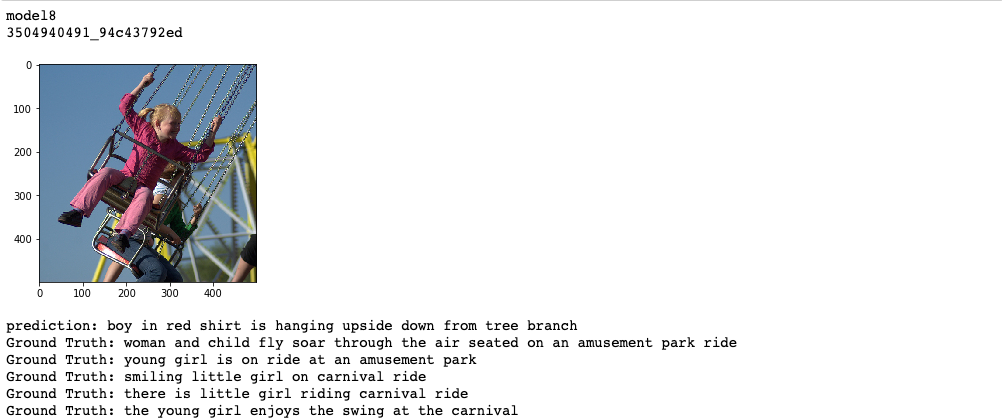 model8
3504940491_94c43792ed
0
100
200
300
400
0 100 200 300 400
prediction: boy in red shirt is hanging upside down from tree branch
Ground Truth: woman and child fly soar through the air seated on an amusement park ride
Ground Truth: young girl is on ride at an amusement park
Ground Truth: smiling little girl on carnival ride
Ground Truth: there is little girl riding carnival ride
Ground Truth: the young girl enjoys the swing at the carnival